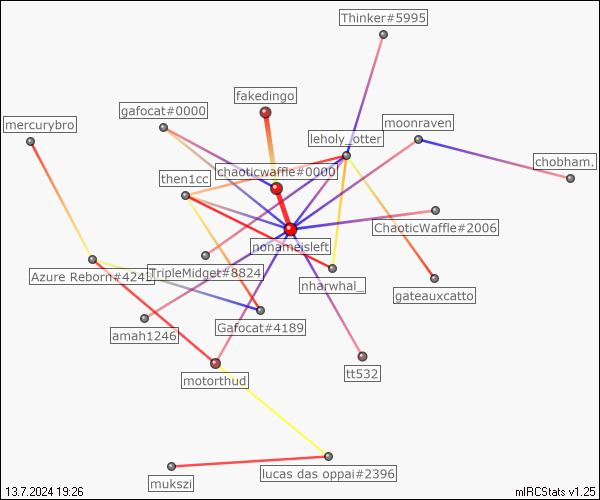 Thinker#5995
fakedingo
gafocat#0000
moonraven
mercurybro
leholy_otter
chobham.
chaoticwaffle#0000
then1cc
ChaoticWaffle#2006
nonameisleft
TripleMidget#8824
Azure Reborn#424
nharwhal_
gateauxcatto
Gafocat#4189
amah1246
tt532
motorthud
lucas das oppai#2396
mukszi
13.7.2024 19:26
mIRCStats v1.25